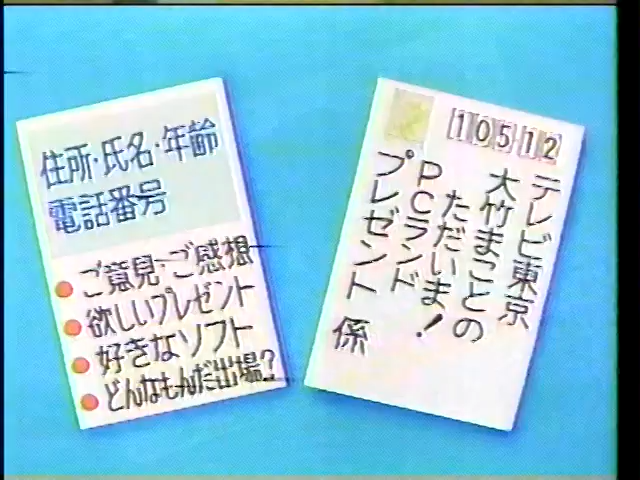 住所・氏名・年齢
電話番号
ご意見・ご感想
欲しいプレゼント
好きなソフト
どんなもんだ出場?
105-12
テレビ東京
大竹まことの
ただいま!
PCランド
プレゼント 係